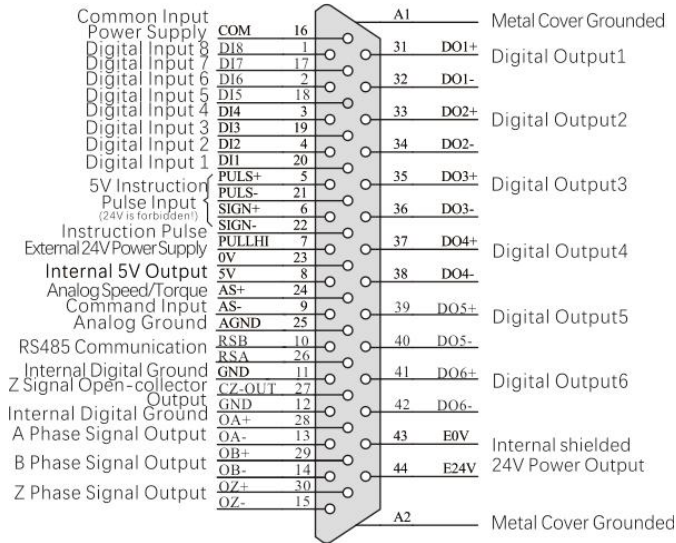 Common Input
Power Supply COM 16
Digital Input 8 DI8 1
Digital Input 7 DI7 17
Digital Input 6 DI6 2
Digital Input 5 DI5 18
Digital Input 4 DI4 3
Digital Input 3 DI3 19
Digital Input 2 DI2 4
Digital Input 1 DI1 20
5V Instruction
Pulse Input
(24V is forbidden!)
PULS+ 5
PULS- 21
SIGN+ 6
SIGN- 22
Instruction Pulse
External 24V Power Supply
PULLHI 7
0V 23
Internal 5V Output 5V 8
Analog Speed/Torque
Command Input
AS+ 24
AS- 9
Analog Ground AGND 25
RS485 Communication
RSB 10
RSA 26
Internal Digital Ground GND 11
Z Signal Open-collector
Output
CZ-OUT 27
Internal Digital Ground GND 12
A Phase Signal Output
OA+ 28
OA- 13
B Phase Signal Output
OB+ 29
OB- 14
Z Phase Signal Output
OZ+ 30
OZ- 15
A1 Metal Cover Grounded
31 DO1+
Digital Output1
32 DO1-
33 DO2+
Digital Output2
34 DO2-
35 DO3+
Digital Output3
36 DO3-
37 DO4+
Digital Output4
38 DO4-
39 DO5+
Digital Output5
40 DO5-
41 DO6+
Digital Output6
42 DO6-
43 E0V
Internal shielded
24V Power Output
44 E24V
A2 Metal Cover Grounded